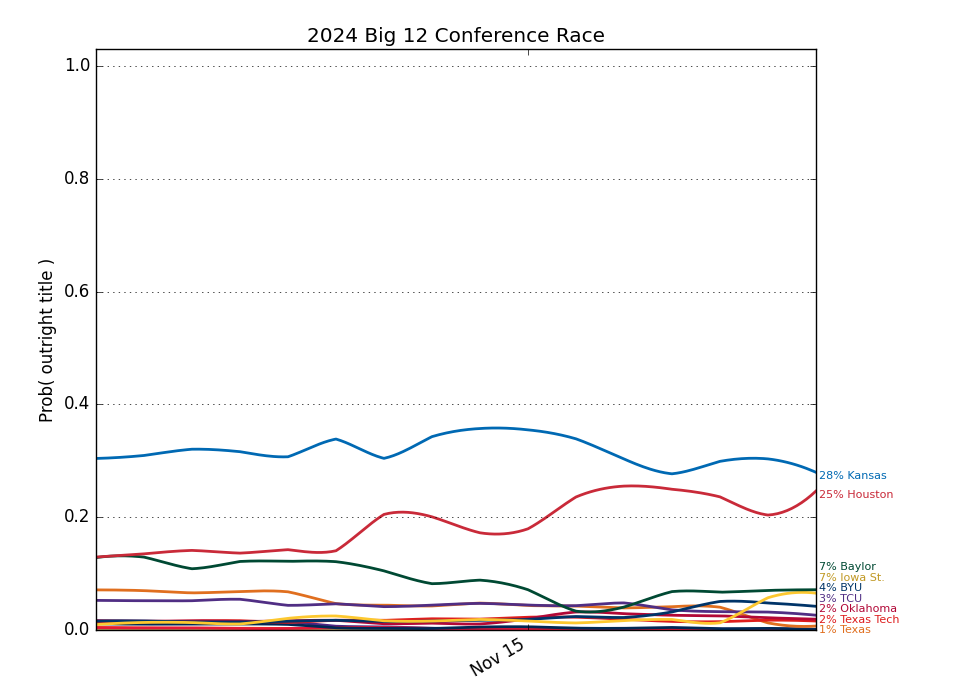 2024 Big 12 Conference Race
Prob( outright title )
1.0
0.8
0.6
0.4
0.2
0.0
Nov 15
28% Kansas
25% Houston
7% Baylor
7% Iowa St.
4% BYU
3% TCU
2% Oklahoma
2% Texas Tech
1% Texas